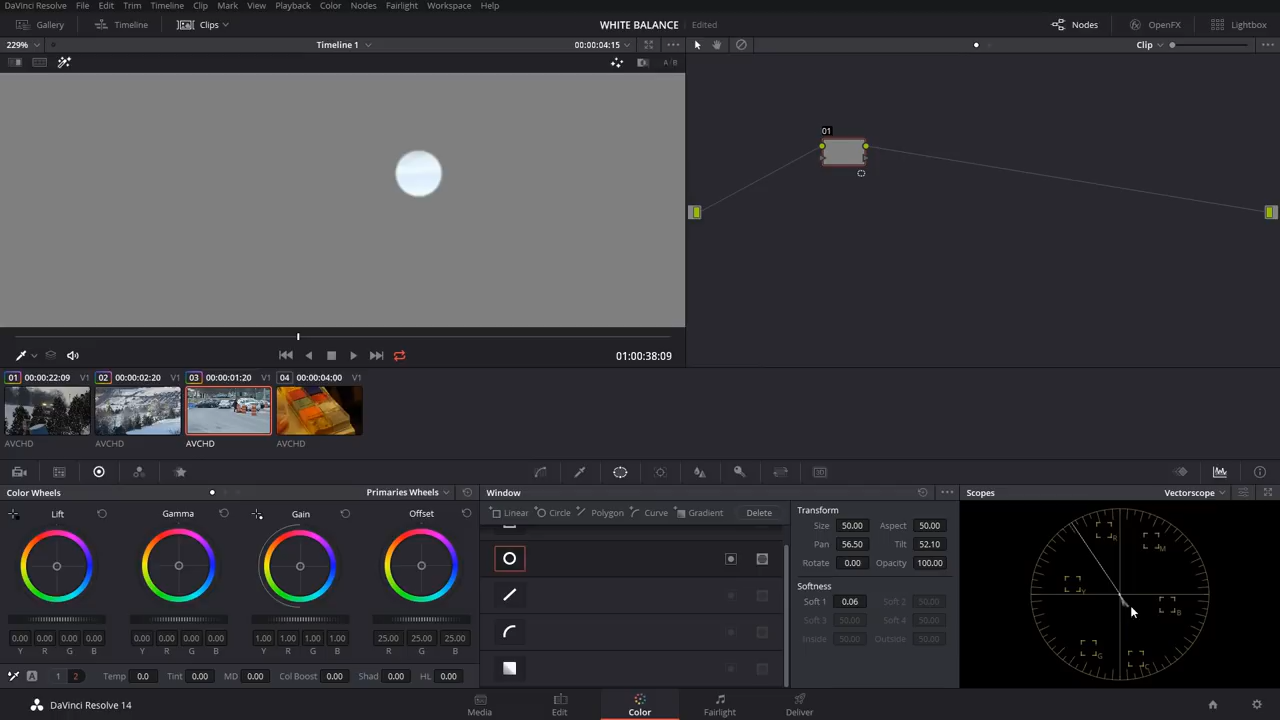 DaVinci Resolve File Edit Trim Timeline Clip Mark View Playback Color Nodes Fairlight Workspace Help
Gallery Timeline Clips WHITE BALANCE Edited Nodes OpenFX Lightbox
229% Timeline 1 00:00:04:15 Clip
A/B
01
01:00:38:09
01 00:00:22:09 V1 02 00:00:02:20 V1 03 00:00:01:20 V1 04 00:00:04:00 V1
AVCHD AVCHD AVCHD AVCHD
Color Wheels Primaries Wheels Window Scopes Vectorscope
Lift Gamma Gain Offset
Linear Circle Polygon Curve Gradient Delete
Transform
Size 50.00 Aspect 50.00
Pan 56.50 Tilt 52.10
Rotate 0.00 Opacity 100.00
Softness
Soft 1 0.06 Soft 2 50.00
Soft 3 50.00 Soft 4 50.00
Inside 50.00 Outside 50.00
R M
Y B
G
0.00 0.00 0.00 0.00 0.00 0.00 0.00 0.00 1.00 1.00 1.00 1.00 25.00 25.00 25.00
Y R G B Y R G B Y R G B R G B
A 1 2 Temp 0.0 Tint 0.00 MD 0.00 Col Boost 0.00 Shad 0.00 HL 0.00
DaVinci Resolve 14 Media Edit Color Fairlight Deliver